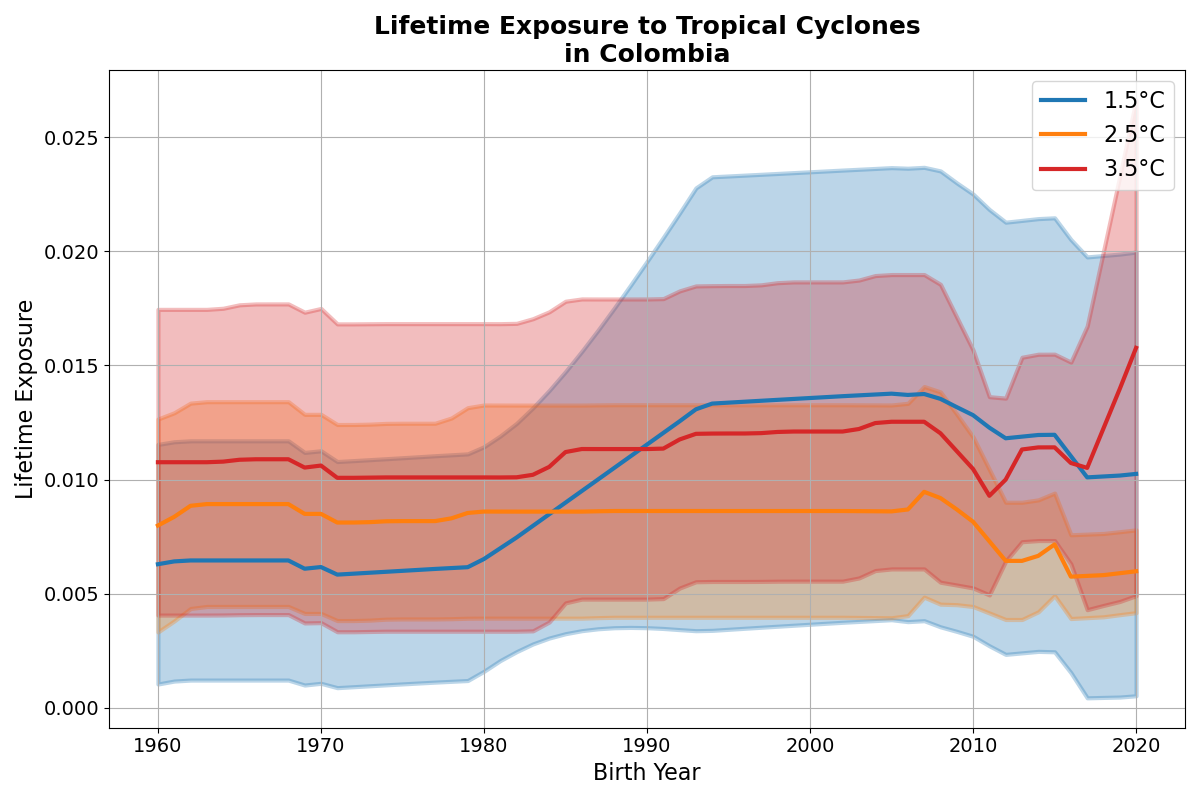 Lifetime Exposure to Tropical Cyclones
in Colombia
1.5°C
2.5°C
3.5°C
Lifetime Exposure
0.025
0.020
0.015
0.010
0.005
0.000
1960
1970
1980
1990
2000
2010
2020
Birth Year